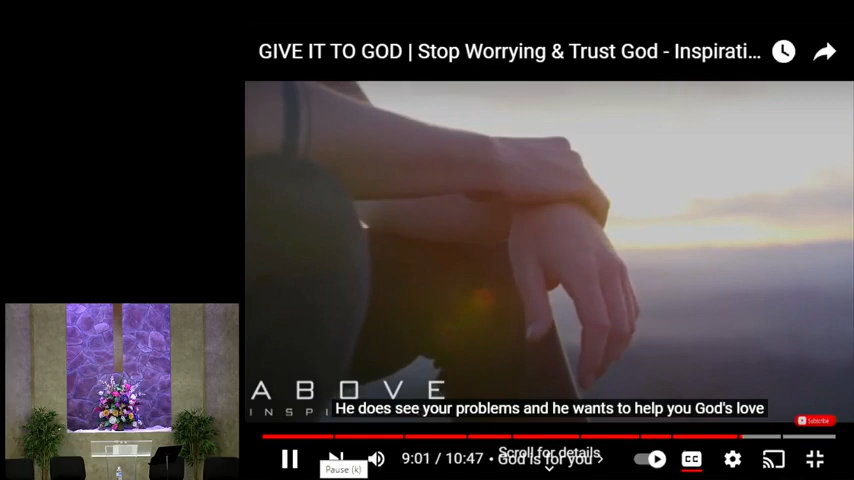 GIVE IT TO GOD | Stop Worrying & Trust God - Inspirati...
ABOVE
INSPI
He does see your problems and he wants to help you God's love
Subscribe
Scroll for details
9:01 / 10:47 • God is for you ›
CC
Pause (k)